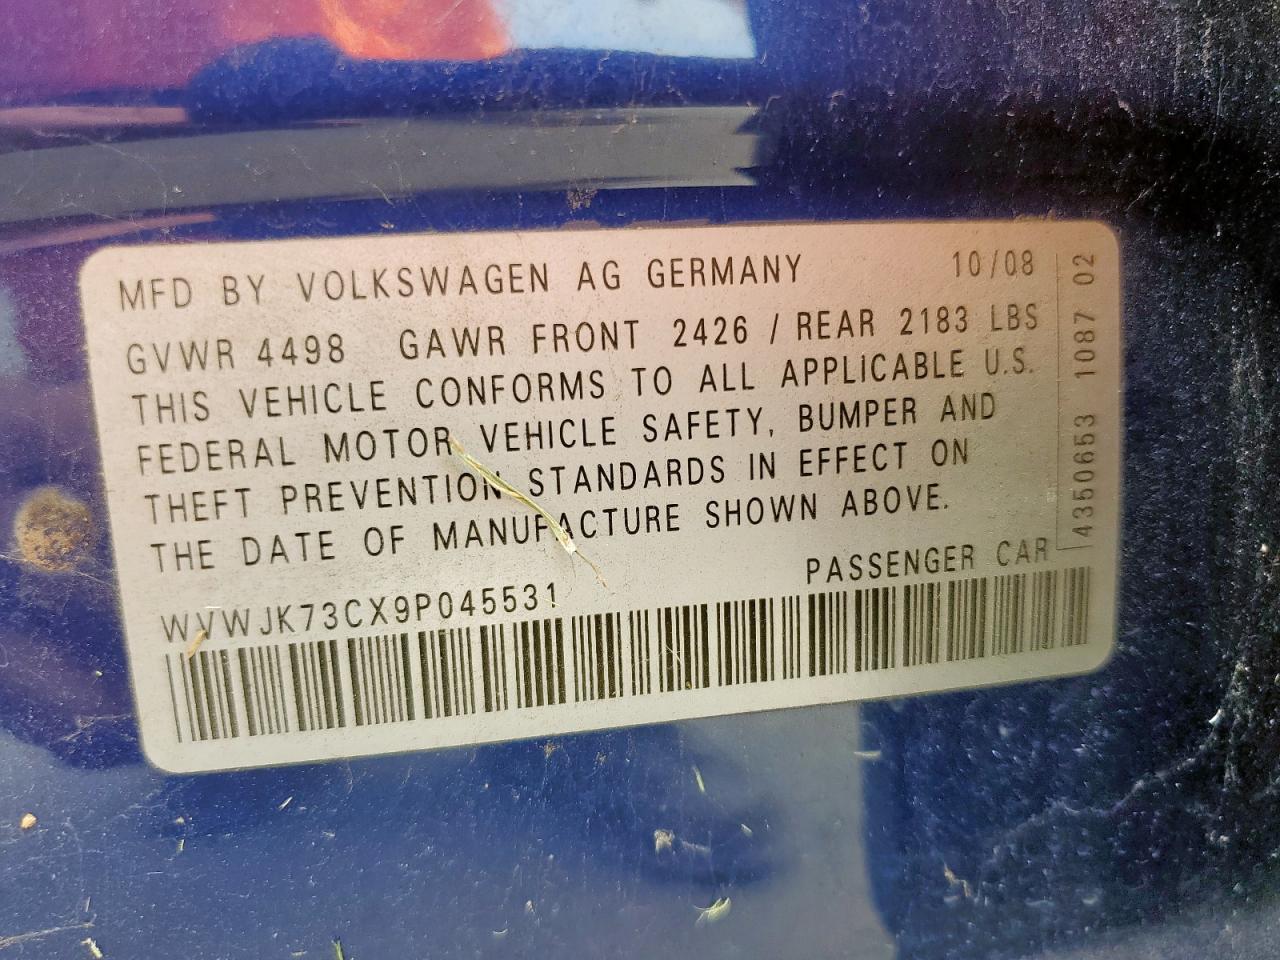 MFD BY VOLKSWAGEN AG GERMANY 10/08
GVWR 4498 GAWR FRONT 2426 / REAR 2183 LBS
THIS VEHICLE CONFORMS TO ALL APPLICABLE U.S.
FEDERAL MOTOR VEHICLE SAFETY, BUMPER AND
THEFT PREVENTION STANDARDS IN EFFECT ON
THE DATE OF MANUFACTURE SHOWN ABOVE.
PASSENGER CAR
WVWJK73CX9P045531
4350653 1087 02